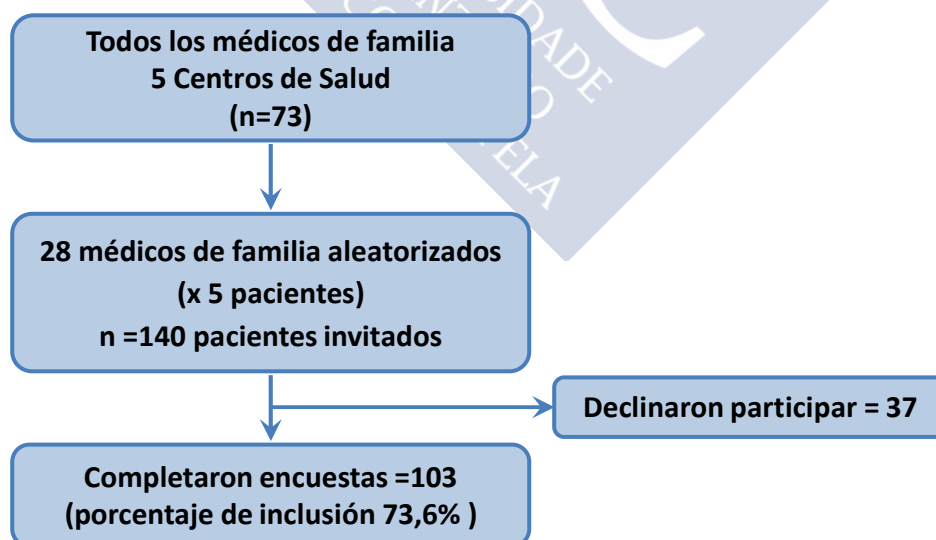 Todos los médicos de familia
5 Centros de Salud
(n=73)
28 médicos de familia aleatorizados
(x 5 pacientes)
n =140 pacientes invitados
Declinaron participar = 37
Completaron encuestas =103
(porcentaje de inclusión 73,6% )